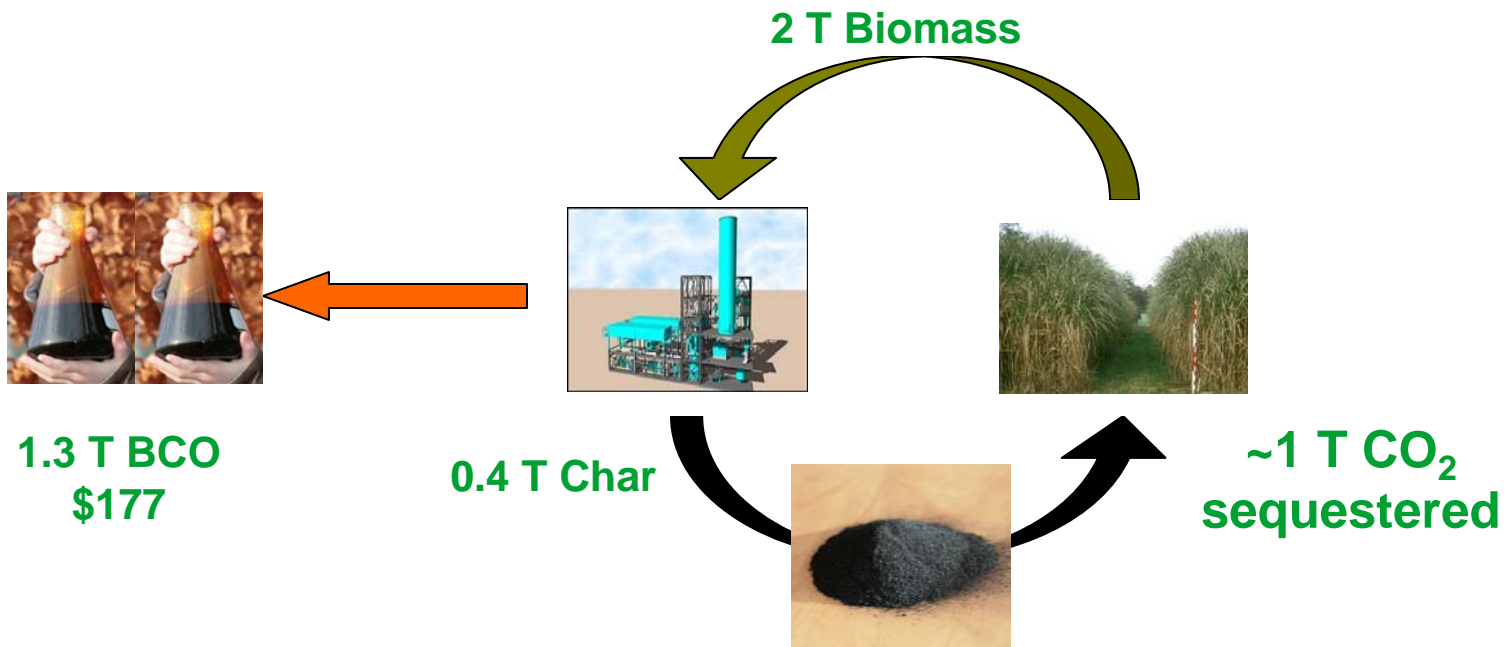 2 T Biomass
1.3 T BCO
$177
0.4 T Char
~1 T CO₂
sequestered